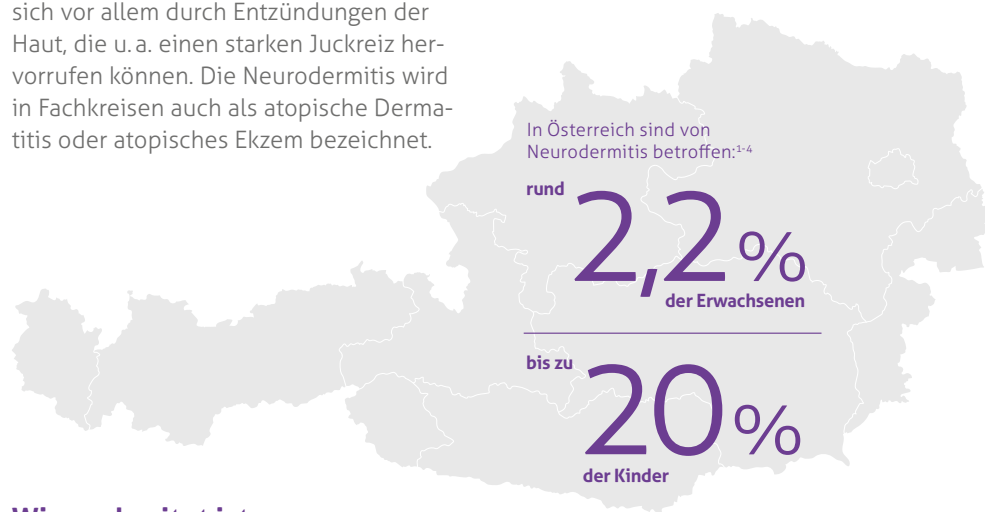 sich vor allem durch Entzündungen der
Haut, die u. a. einen starken Juckreiz her-
vorrufen können. Die Neurodermitis wird
in Fachkreisen auch als atopische Derma-
titis oder atopisches Ekzem bezeichnet.
In Österreich sind von
Neurodermitis betroffen:¹⁻⁴
rund
2,2 %
der Erwachsenen
bis zu
20 %
der Kinder